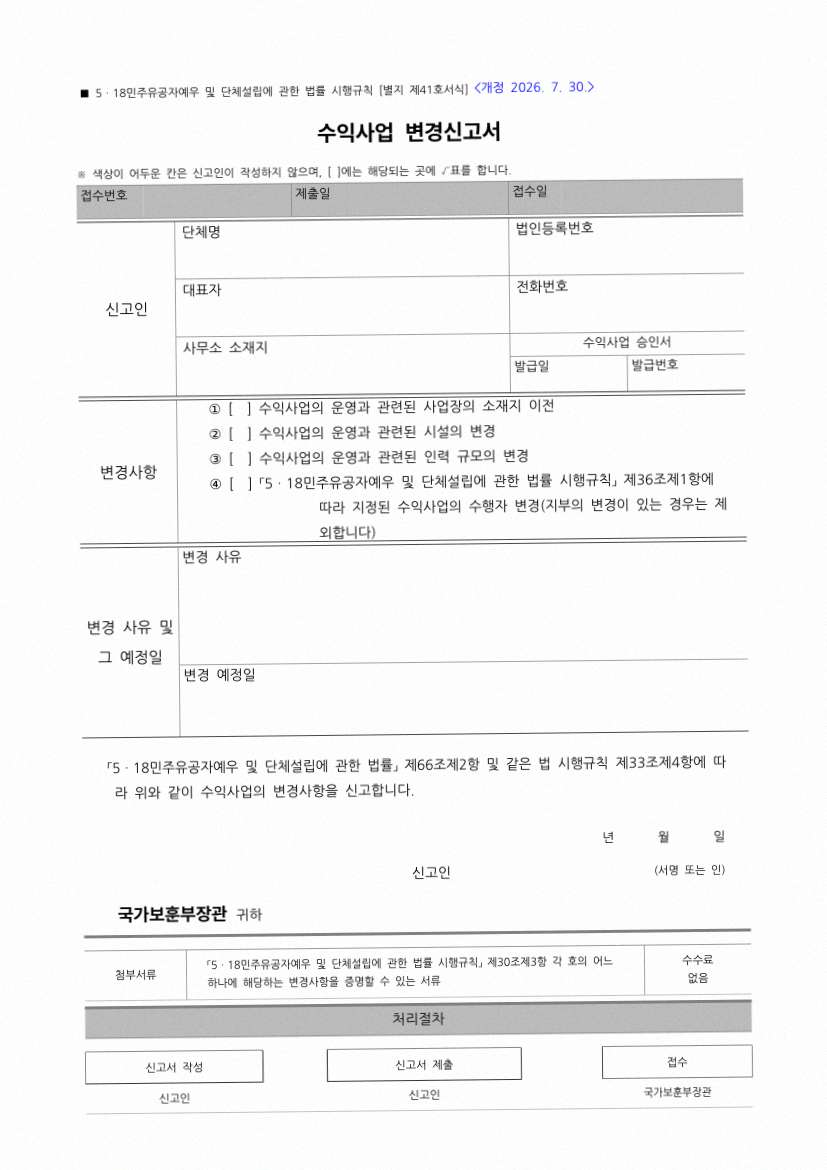 ■ 5ㆍ18민주유공자예우 및 단체설립에 관한 법률 시행규칙 [별지 제41호서식] <개정 2026. 7. 30.>
수익사업 변경신고서
※ 색상이 어두운 칸은 신고인이 작성하지 않으며, [ ]에는 해당되는 곳에 √표를 합니다.
접수번호 제출일 접수일
신고인
단체명 법인등록번호
대표자 전화번호
사무소 소재지 수익사업 승인서
발급일 발급번호
변경사항
① [ ] 수익사업의 운영과 관련된 사업장의 소재지 이전
② [ ] 수익사업의 운영과 관련된 시설의 변경
③ [ ] 수익사업의 운영과 관련된 인력 규모의 변경
④ [ ] 「5ㆍ18민주유공자예우 및 단체설립에 관한 법률 시행규칙」 제36조제1항에
따라 지정된 수익사업의 수행자 변경(지부의 변경이 있는 경우는 제
외합니다)
변경 사유 및
그 예정일
변경 사유
변경 예정일
「5ㆍ18민주유공자예우 및 단체설립에 관한 법률」 제66조제2항 및 같은 법 시행규칙 제33조제4항에 따
라 위와 같이 수익사업의 변경사항을 신고합니다.
년 월 일
신고인 (서명 또는 인)
국가보훈부장관 귀하
첨부서류
「5ㆍ18민주유공자예우 및 단체설립에 관한 법률 시행규칙」 제30조제3항 각 호의 어느
하나에 해당하는 변경사항을 증명할 수 있는 서류
수수료
없음
처리절차
신고서 작성 신고서 제출 접수
신고인 신고인 국가보훈부장관